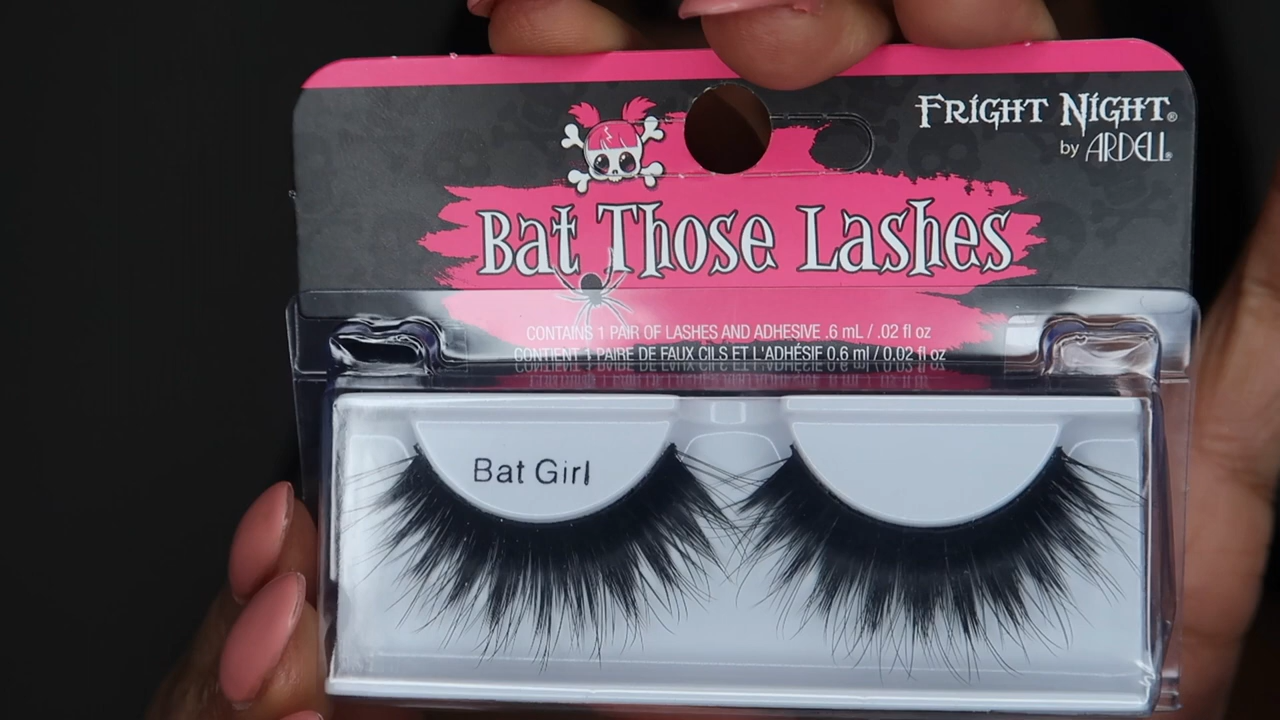 FRIGHT NIGHT®
by ARDELL®
Bat Those Lashes
CONTAINS 1 PAIR OF LASHES AND ADHESIVE .6 mL / .02 fl oz
CONTIENT 1 PAIRE DE FAUX CILS ET L'ADHÉSIF 0.6 ml / 0.02 fl oz
Bat Girl